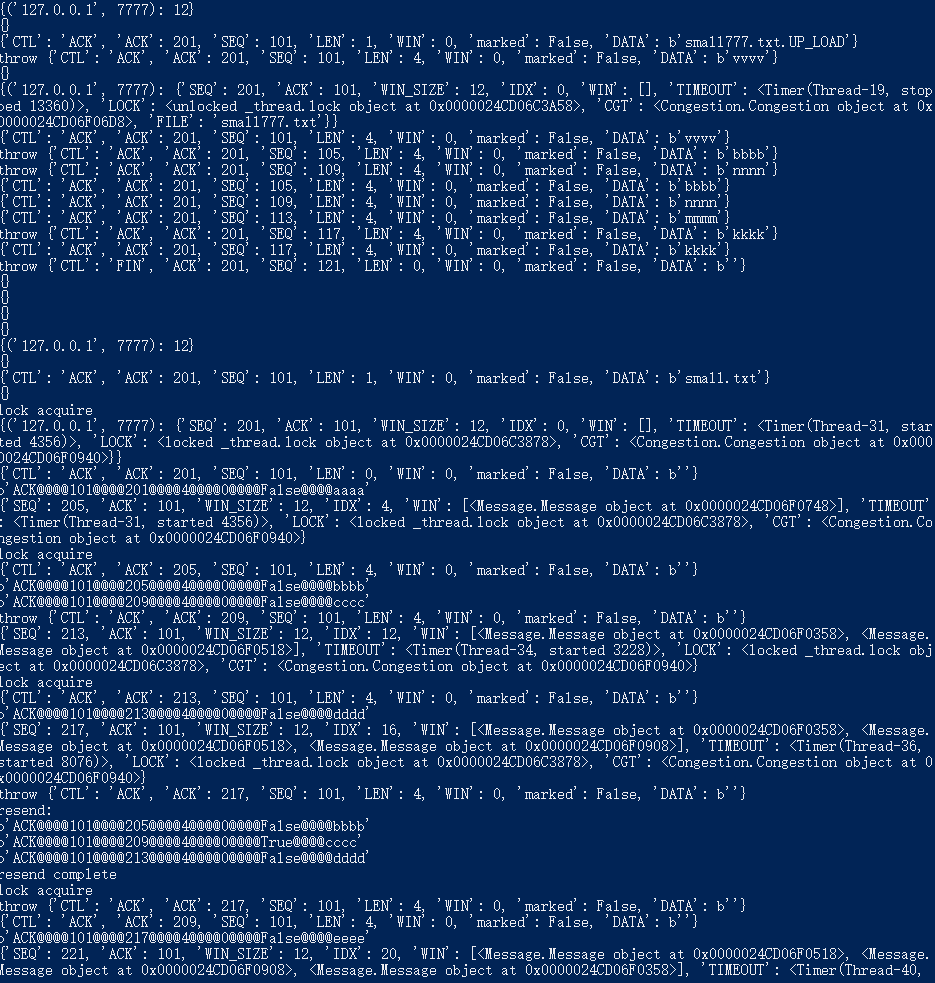 {('127.0.0.1', 7777): 12}
{}
{'CTL': 'ACK', 'ACK': 201, 'SEQ': 101, 'LEN': 1, 'WIN': 0, 'marked': False, 'DATA': b'small777.txt.UP_LOAD'}
throw {'CTL': 'ACK', 'ACK': 201, 'SEQ': 101, 'LEN': 4, 'WIN': 0, 'marked': False, 'DATA': b'vvvv'}
{}
{('127.0.0.1', 7777): {'SEQ': 201, 'ACK': 101, 'WIN_SIZE': 12, 'IDX': 0, 'WIN': [], 'TIMEOUT': <Timer(Thread-19, stop
ped 13360)>, 'LOCK': <unlocked _thread.lock object at 0x0000024CD06C3A58>, 'CGT': <Congestion.Congestion object at 0x
0000024CD06F06D8>, 'FILE': 'small777.txt'}}
{'CTL': 'ACK', 'ACK': 201, 'SEQ': 101, 'LEN': 4, 'WIN': 0, 'marked': False, 'DATA': b'vvvv'}
throw {'CTL': 'ACK', 'ACK': 201, 'SEQ': 105, 'LEN': 4, 'WIN': 0, 'marked': False, 'DATA': b'bbbb'}
throw {'CTL': 'ACK', 'ACK': 201, 'SEQ': 109, 'LEN': 4, 'WIN': 0, 'marked': False, 'DATA': b'nnnn'}
{'CTL': 'ACK', 'ACK': 201, 'SEQ': 105, 'LEN': 4, 'WIN': 0, 'marked': False, 'DATA': b'bbbb'}
{'CTL': 'ACK', 'ACK': 201, 'SEQ': 109, 'LEN': 4, 'WIN': 0, 'marked': False, 'DATA': b'nnnn'}
{'CTL': 'ACK', 'ACK': 201, 'SEQ': 113, 'LEN': 4, 'WIN': 0, 'marked': False, 'DATA': b'mmmm'}
throw {'CTL': 'ACK', 'ACK': 201, 'SEQ': 117, 'LEN': 4, 'WIN': 0, 'marked': False, 'DATA': b'kkkk'}
{'CTL': 'ACK', 'ACK': 201, 'SEQ': 117, 'LEN': 4, 'WIN': 0, 'marked': False, 'DATA': b'kkkk'}
throw {'CTL': 'FIN', 'ACK': 201, 'SEQ': 121, 'LEN': 0, 'WIN': 0, 'marked': False, 'DATA': b''}
{}
{}
{}
{}
{('127.0.0.1', 7777): 12}
{}
{'CTL': 'ACK', 'ACK': 201, 'SEQ': 101, 'LEN': 1, 'WIN': 0, 'marked': False, 'DATA': b'small.txt'}
{}
lock acquire
{('127.0.0.1', 7777): {'SEQ': 201, 'ACK': 101, 'WIN_SIZE': 12, 'IDX': 0, 'WIN': [], 'TIMEOUT': <Timer(Thread-31, star
ted 4356)>, 'LOCK': <locked _thread.lock object at 0x0000024CD06C3878>, 'CGT': <Congestion.Congestion object at 0x000
0024CD06F0940>}}
{'CTL': 'ACK', 'ACK': 201, 'SEQ': 101, 'LEN': 0, 'WIN': 0, 'marked': False, 'DATA': b''}
b'ACK@@@@101@@@@201@@@@4@@@@0@@@@False@@@@aaaa'
{'SEQ': 205, 'ACK': 101, 'WIN_SIZE': 12, 'IDX': 4, 'WIN': [<Message.Message object at 0x0000024CD06F0748>], 'TIMEOUT'
: <Timer(Thread-31, started 4356)>, 'LOCK': <locked _thread.lock object at 0x0000024CD06C3878>, 'CGT': <Congestion.Co
ngestion object at 0x0000024CD06F0940>}
lock acquire
{'CTL': 'ACK', 'ACK': 205, 'SEQ': 101, 'LEN': 4, 'WIN': 0, 'marked': False, 'DATA': b''}
b'ACK@@@@101@@@@205@@@@4@@@@0@@@@False@@@@bbbb'
b'ACK@@@@101@@@@209@@@@4@@@@0@@@@False@@@@cccc'
throw {'CTL': 'ACK', 'ACK': 209, 'SEQ': 101, 'LEN': 4, 'WIN': 0, 'marked': False, 'DATA': b''}
{'SEQ': 213, 'ACK': 101, 'WIN_SIZE': 12, 'IDX': 12, 'WIN': [<Message.Message object at 0x0000024CD06F0358>, <Message.
Message object at 0x0000024CD06F0518>], 'TIMEOUT': <Timer(Thread-34, started 3228)>, 'LOCK': <locked _thread.lock obj
ect at 0x0000024CD06C3878>, 'CGT': <Congestion.Congestion object at 0x0000024CD06F0940>}
lock acquire
{'CTL': 'ACK', 'ACK': 213, 'SEQ': 101, 'LEN': 4, 'WIN': 0, 'marked': False, 'DATA': b''}
b'ACK@@@@101@@@@213@@@@4@@@@0@@@@False@@@@dddd'
{'SEQ': 217, 'ACK': 101, 'WIN_SIZE': 12, 'IDX': 16, 'WIN': [<Message.Message object at 0x0000024CD06F0358>, <Message.
Message object at 0x0000024CD06F0518>, <Message.Message object at 0x0000024CD06F0908>], 'TIMEOUT': <Timer(Thread-36,
started 8076)>, 'LOCK': <locked _thread.lock object at 0x0000024CD06C3878>, 'CGT': <Congestion.Congestion object at 0
x0000024CD06F0940>}
throw {'CTL': 'ACK', 'ACK': 217, 'SEQ': 101, 'LEN': 4, 'WIN': 0, 'marked': False, 'DATA': b''}
resend:
b'ACK@@@@101@@@@205@@@@4@@@@0@@@@False@@@@bbbb'
b'ACK@@@@101@@@@209@@@@4@@@@0@@@@True@@@@cccc'
b'ACK@@@@101@@@@213@@@@4@@@@0@@@@False@@@@dddd'
resend complete
lock acquire
throw {'CTL': 'ACK', 'ACK': 217, 'SEQ': 101, 'LEN': 4, 'WIN': 0, 'marked': False, 'DATA': b''}
{'CTL': 'ACK', 'ACK': 209, 'SEQ': 101, 'LEN': 4, 'WIN': 0, 'marked': False, 'DATA': b''}
b'ACK@@@@101@@@@217@@@@4@@@@0@@@@False@@@@eeee'
{'SEQ': 221, 'ACK': 101, 'WIN_SIZE': 12, 'IDX': 20, 'WIN': [<Message.Message object at 0x0000024CD06F0518>, <Message.
Message object at 0x0000024CD06F0908>, <Message.Message object at 0x0000024CD06F0358>], 'TIMEOUT': <Timer(Thread-40,